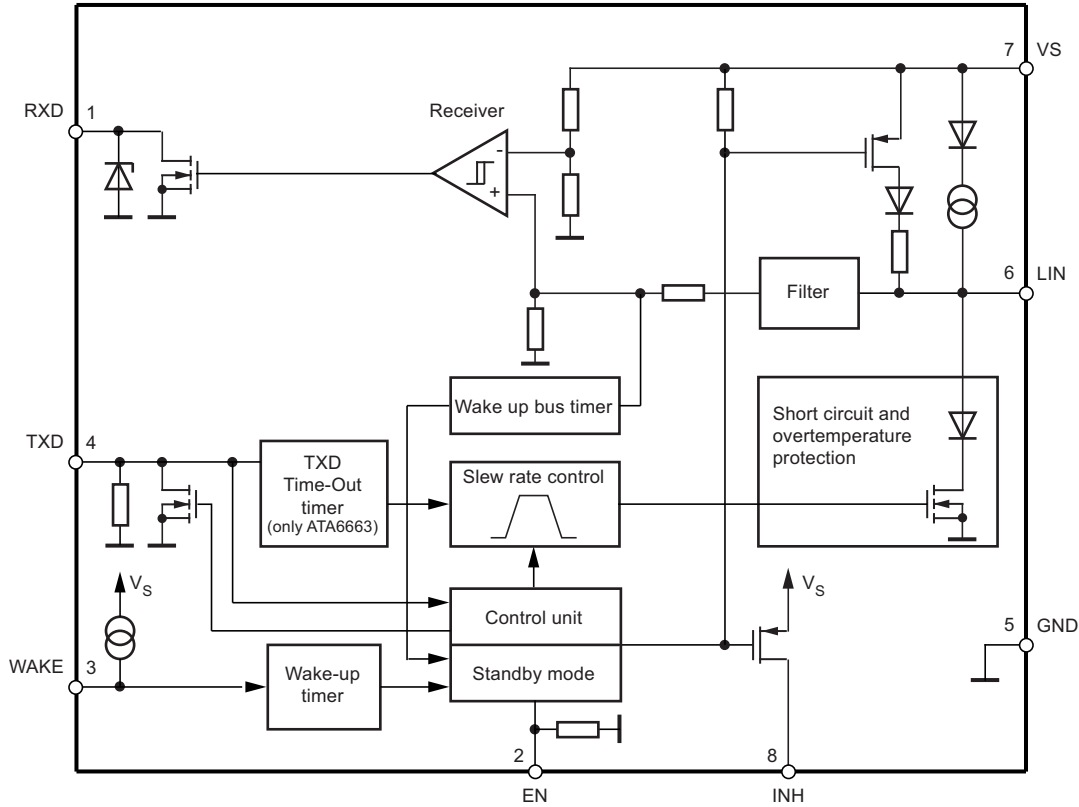 7
VS
RXD
1
Receiver
-
+
6
LIN
Filter
Wake up bus timer
Short circuit and
overtemperature
protection
TXD
4
TXD
Time-Out
timer
(only ATA6663)
Slew rate control
VS
VS
Control unit
5
GND
WAKE
3
Wake-up
timer
Standby mode
2
8
EN
INH